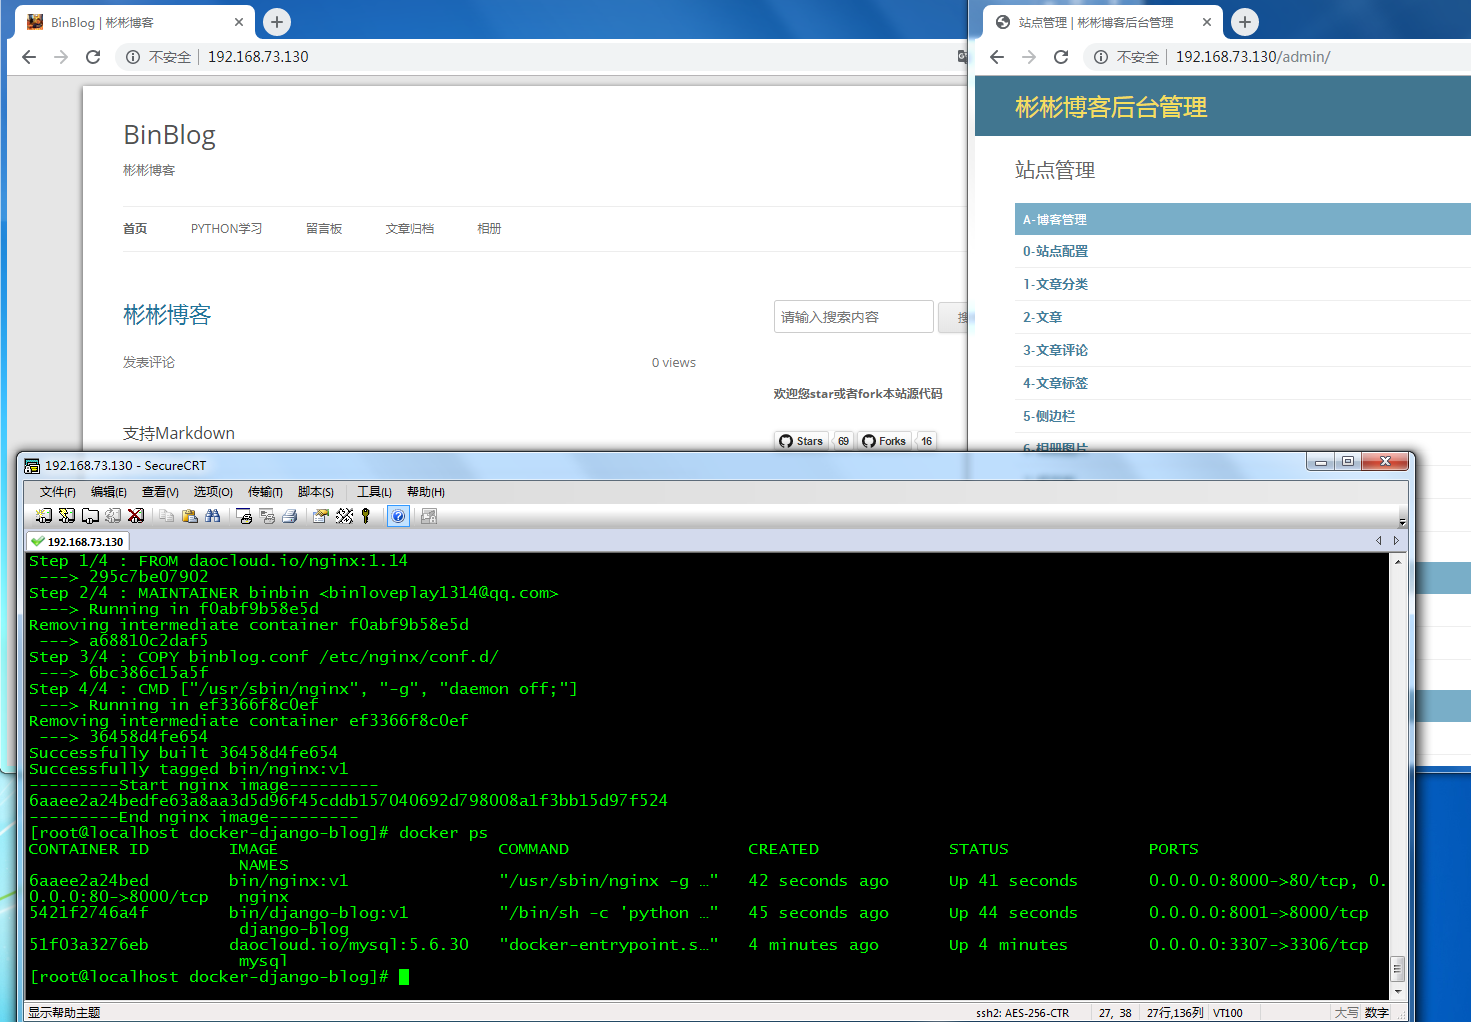 BinBlog | 彬彬博客
不安全 | 192.168.73.130
BinBlog
彬彬博客
首页 PYTHON学习 留言板 文章归档 相册
彬彬博客
请输入搜索内容
发表评论 0 views
欢迎您star或者fork本站源代码
支持Markdown
Stars 69 Forks 16
站点管理 | 彬彬博客后台管理
不安全 | 192.168.73.130/admin/
彬彬博客后台管理
站点管理
A-博客管理
0-站点配置
1-文章分类
2-文章
3-文章评论
4-文章标签
5-侧边栏
6-相册图片
192.168.73.130 - SecureCRT
文件(F) 编辑(E) 查看(V) 选项(O) 传输(T) 脚本(S) 工具(L) 帮助(H)
192.168.73.130
Step 1/4 : FROM daocloud.io/nginx:1.14
 ---> 295c7be07902
Step 2/4 : MAINTAINER binbin <binloveplay1314@qq.com>
 ---> Running in f0abf9b58e5d
Removing intermediate container f0abf9b58e5d
 ---> a68810c2daf5
Step 3/4 : COPY binblog.conf /etc/nginx/conf.d/
 ---> 6bc386c15a5f
Step 4/4 : CMD ["/usr/sbin/nginx", "-g", "daemon off;"]
 ---> Running in ef3366f8c0ef
Removing intermediate container ef3366f8c0ef
 ---> 36458d4fe654
Successfully built 36458d4fe654
Successfully tagged bin/nginx:v1
---------Start nginx image---------
6aaee2a24bedfe63a8aa3d5d96f45cddb157040692d798008a1f3bb15d97f524
---------End nginx image---------
[root@localhost docker-django-blog]# docker ps
CONTAINER ID IMAGE COMMAND CREATED STATUS PORTS
NAMES
6aaee2a24bed bin/nginx:v1 "/usr/sbin/nginx -g …" 42 seconds ago Up 41 seconds 0.0.0.0:8000->80/tcp, 0.
0.0.0:80->8000/tcp nginx
5421f2746a4f bin/django-blog:v1 "/bin/sh -c 'python …" 45 seconds ago Up 44 seconds 0.0.0.0:8001->8000/tcp
django-blog
51f03a3276eb daocloud.io/mysql:5.6.30 "docker-entrypoint.s…" 4 minutes ago Up 4 minutes 0.0.0.0:3307->3306/tcp
mysql
[root@localhost docker-django-blog]#
显示帮助主题 ssh2: AES-256-CTR 27, 38 27行,136列 VT100 大写 数字